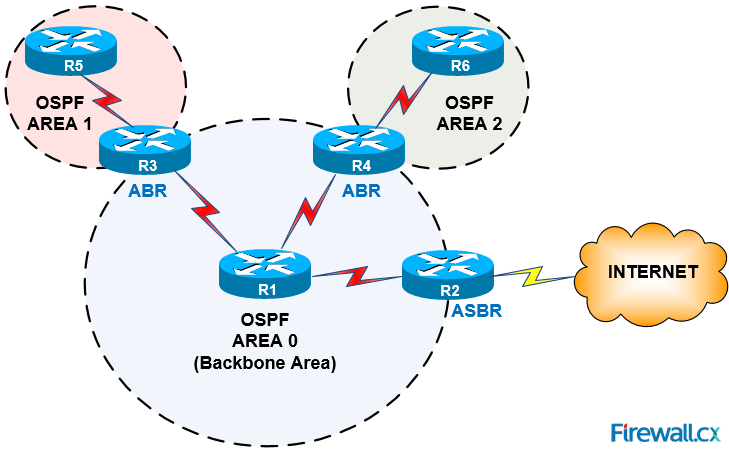 R5
OSPF
AREA 1
R6
OSPF
AREA 2
R3
ABR
R4
ABR
R1
OSPF
AREA 0
(Backbone Area)
R2
ASBR
INTERNET
Firewall.cx